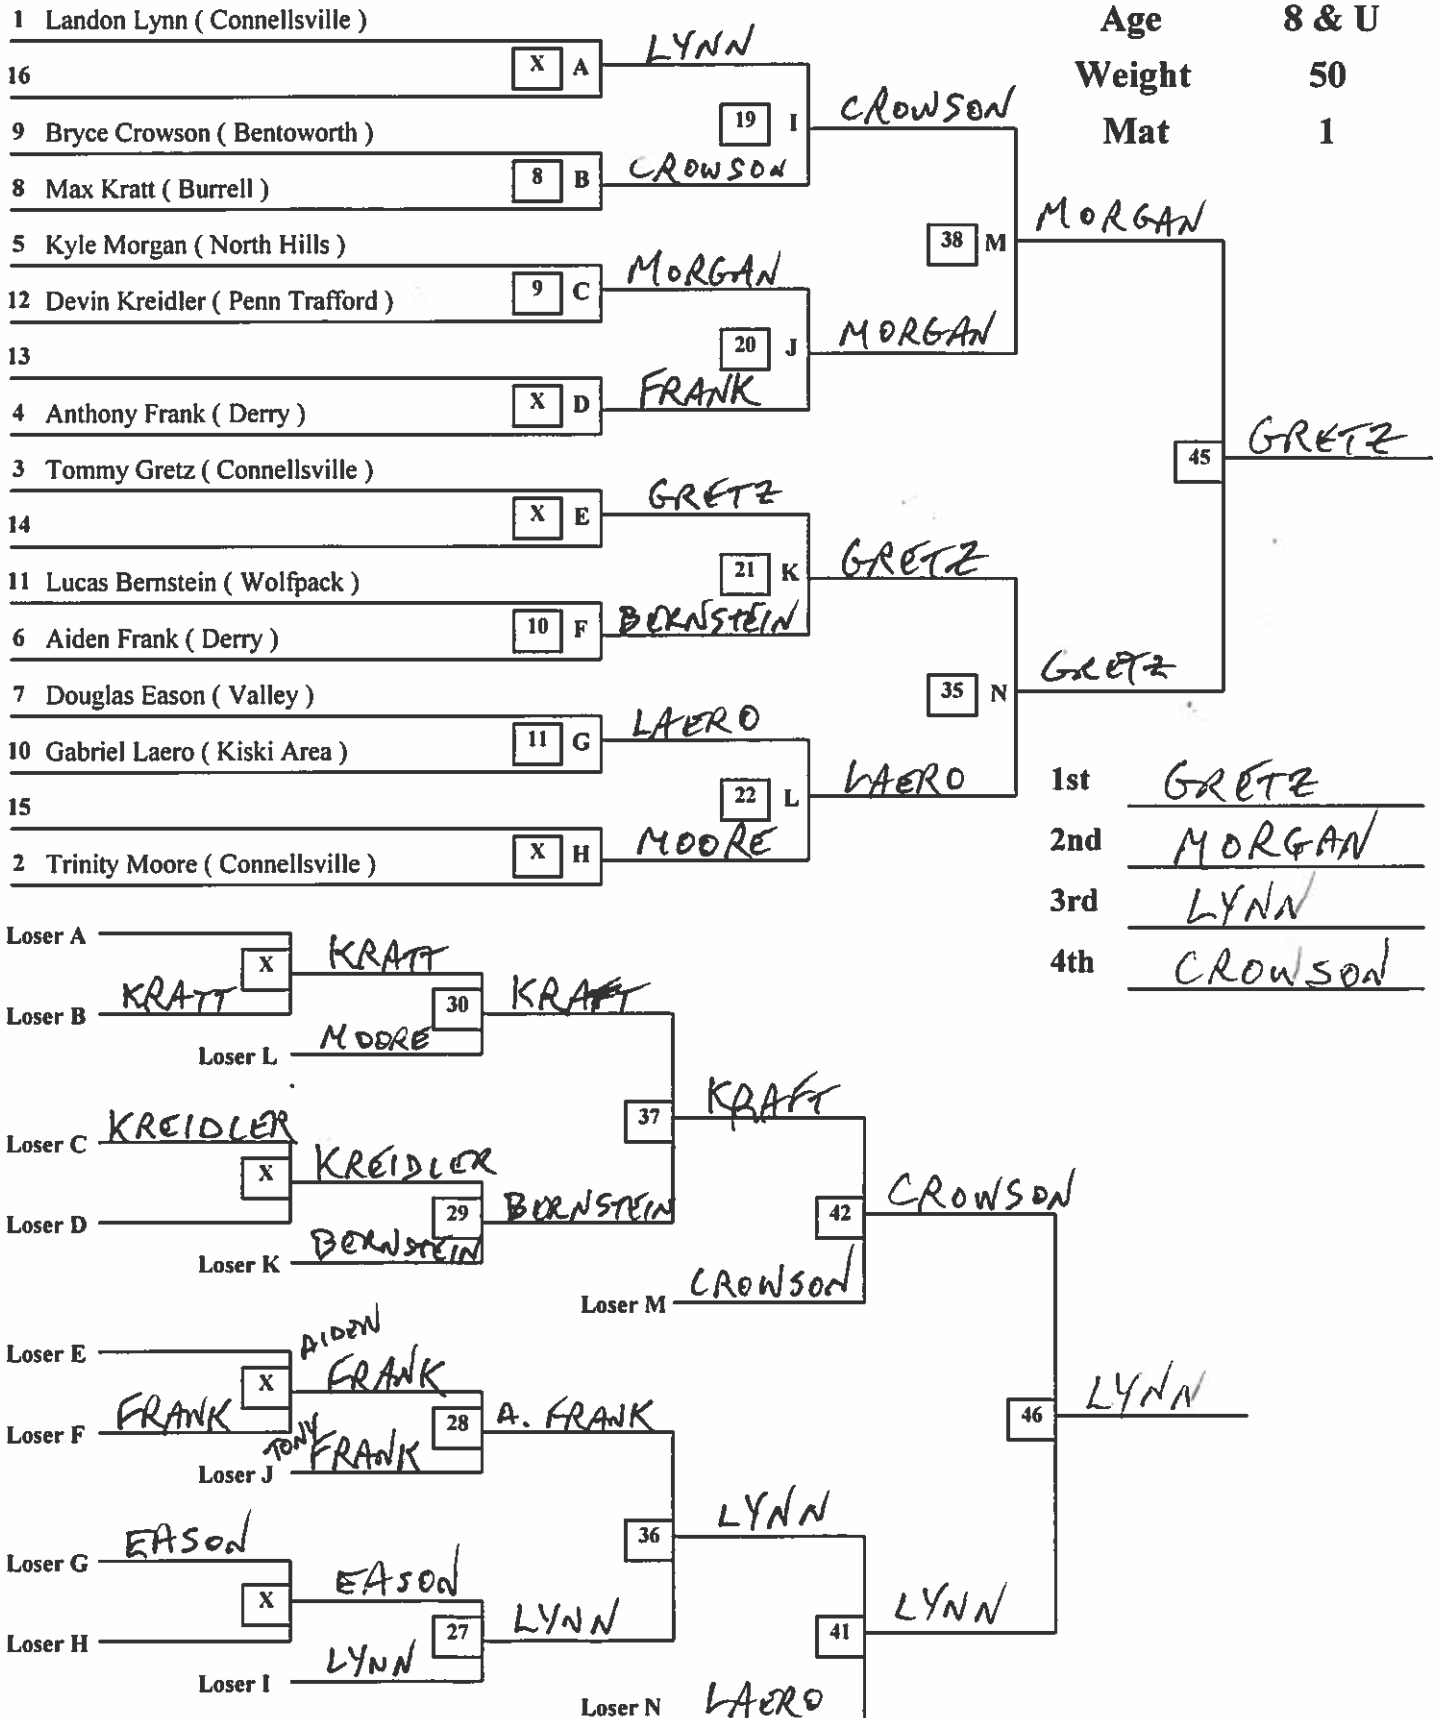 1 Landon Lynn ( Connellsville )
Age 8 & U
LYNN
X A
16
Weight 50
CROWSON
19 I
9 Bryce Crowson ( Bentoworth )
Mat 1
CROWSON
8 B
8 Max Kratt ( Burrell )
MORGAN
5 Kyle Morgan ( North Hills )
38 M
MORGAN
9 C
12 Devin Kreidler ( Penn Trafford )
MORGAN
20 J
13
FRANK
X D
4 Anthony Frank ( Derry )
GRETZ
45
3 Tommy Gretz ( Connellsville )
GRETZ
X E
14
GRETZ
21 K
11 Lucas Bernstein ( Wolfpack )
BERNSTEIN
10 F
6 Aiden Frank ( Derry )
GRETZ
35 N
7 Douglas Eason ( Valley )
LAERO
11 G
10 Gabriel Laero ( Kiski Area )
LAERO
1st GRETZ
22 L
15
MOORE
2nd MORGAN
X H
2 Trinity Moore ( Connellsville )
3rd LYNN
Loser A
4th CROWSON
X
KRATT
KRATT
KRAFT
30
Loser B
MOORE
Loser L
KRAFT
37
KREIDLER
Loser C
KREIDLER
X
CROWSON
BERNSTEIN
29
42
Loser D
BERNSTEIN
Loser K
CROWSON
Loser M
AIDEN
Loser E
FRANK
X
LYNN
46
FRANK
A. FRANK
28
Loser F
TONY
FRANK
Loser J
LYNN
36
EASON
Loser G
EASON
X
LYNN
LYNN
27
41
Loser H
LYNN
Loser I
LAERO
Loser N